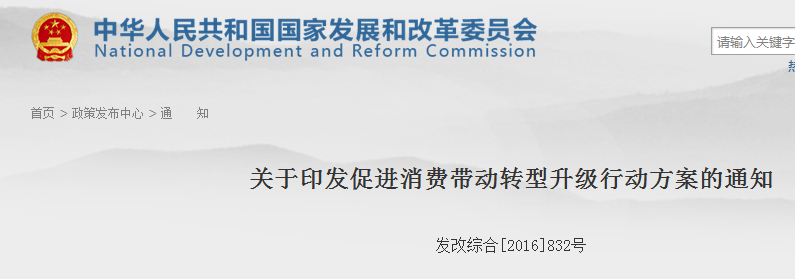 中华人民共和国国家发展和改革委员会
National Development and Reform Commission
请输入关键字
热
首页 > 政策发布中心 > 通 知
关于印发促进消费带动转型升级行动方案的通知
发改综合[2016]832号